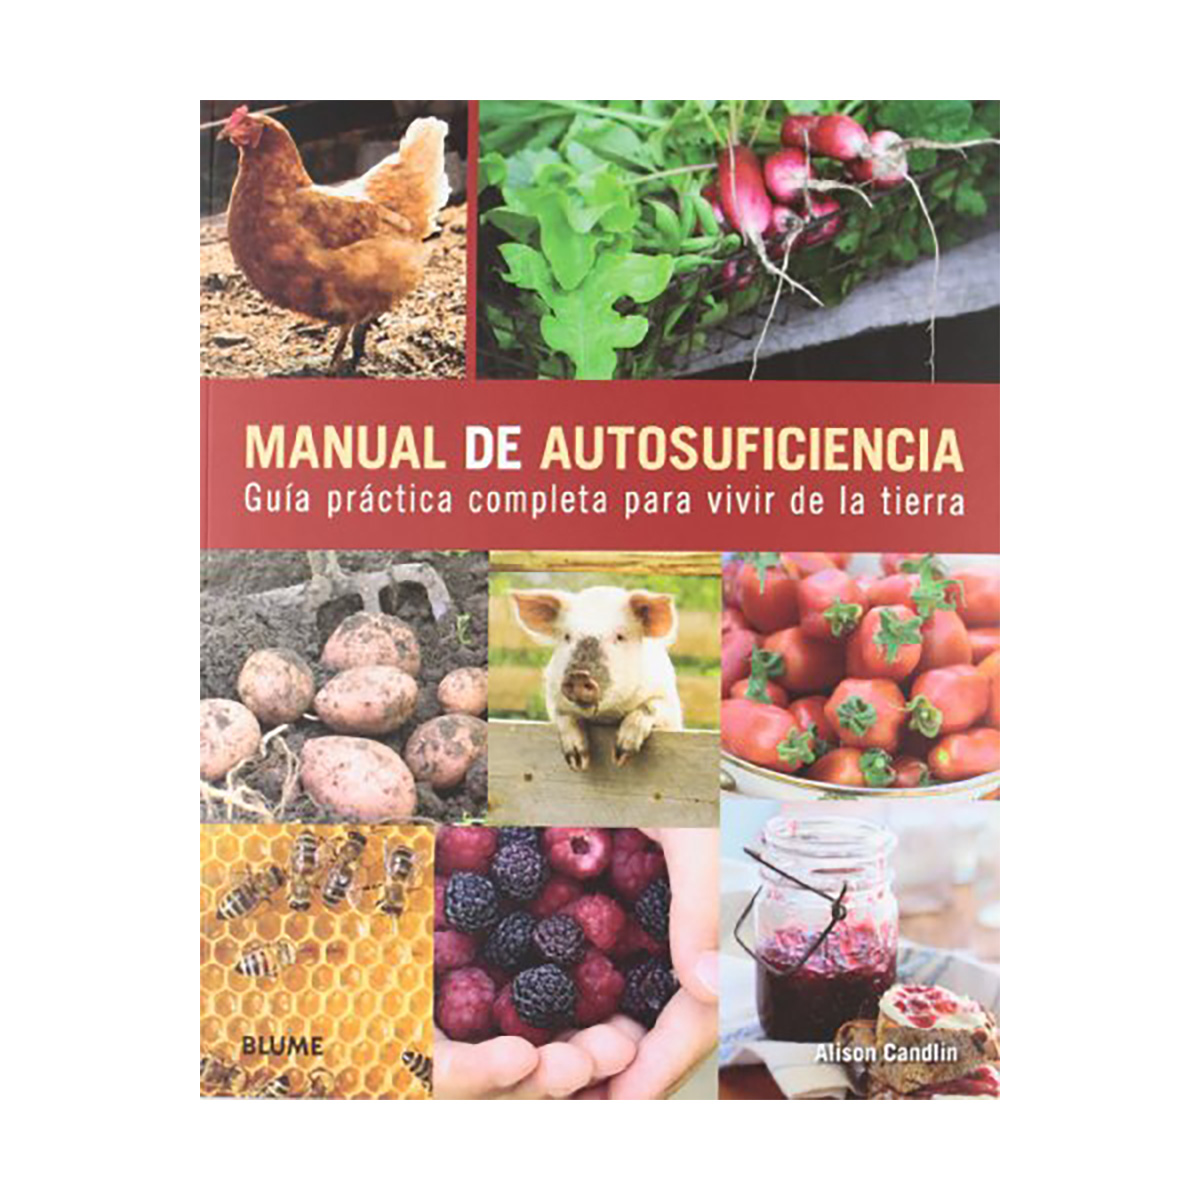 MANUAL DE AUTOSUFICIENCIA
Guía práctica completa para vivir de la tierra
BLUME
Alison Candlin